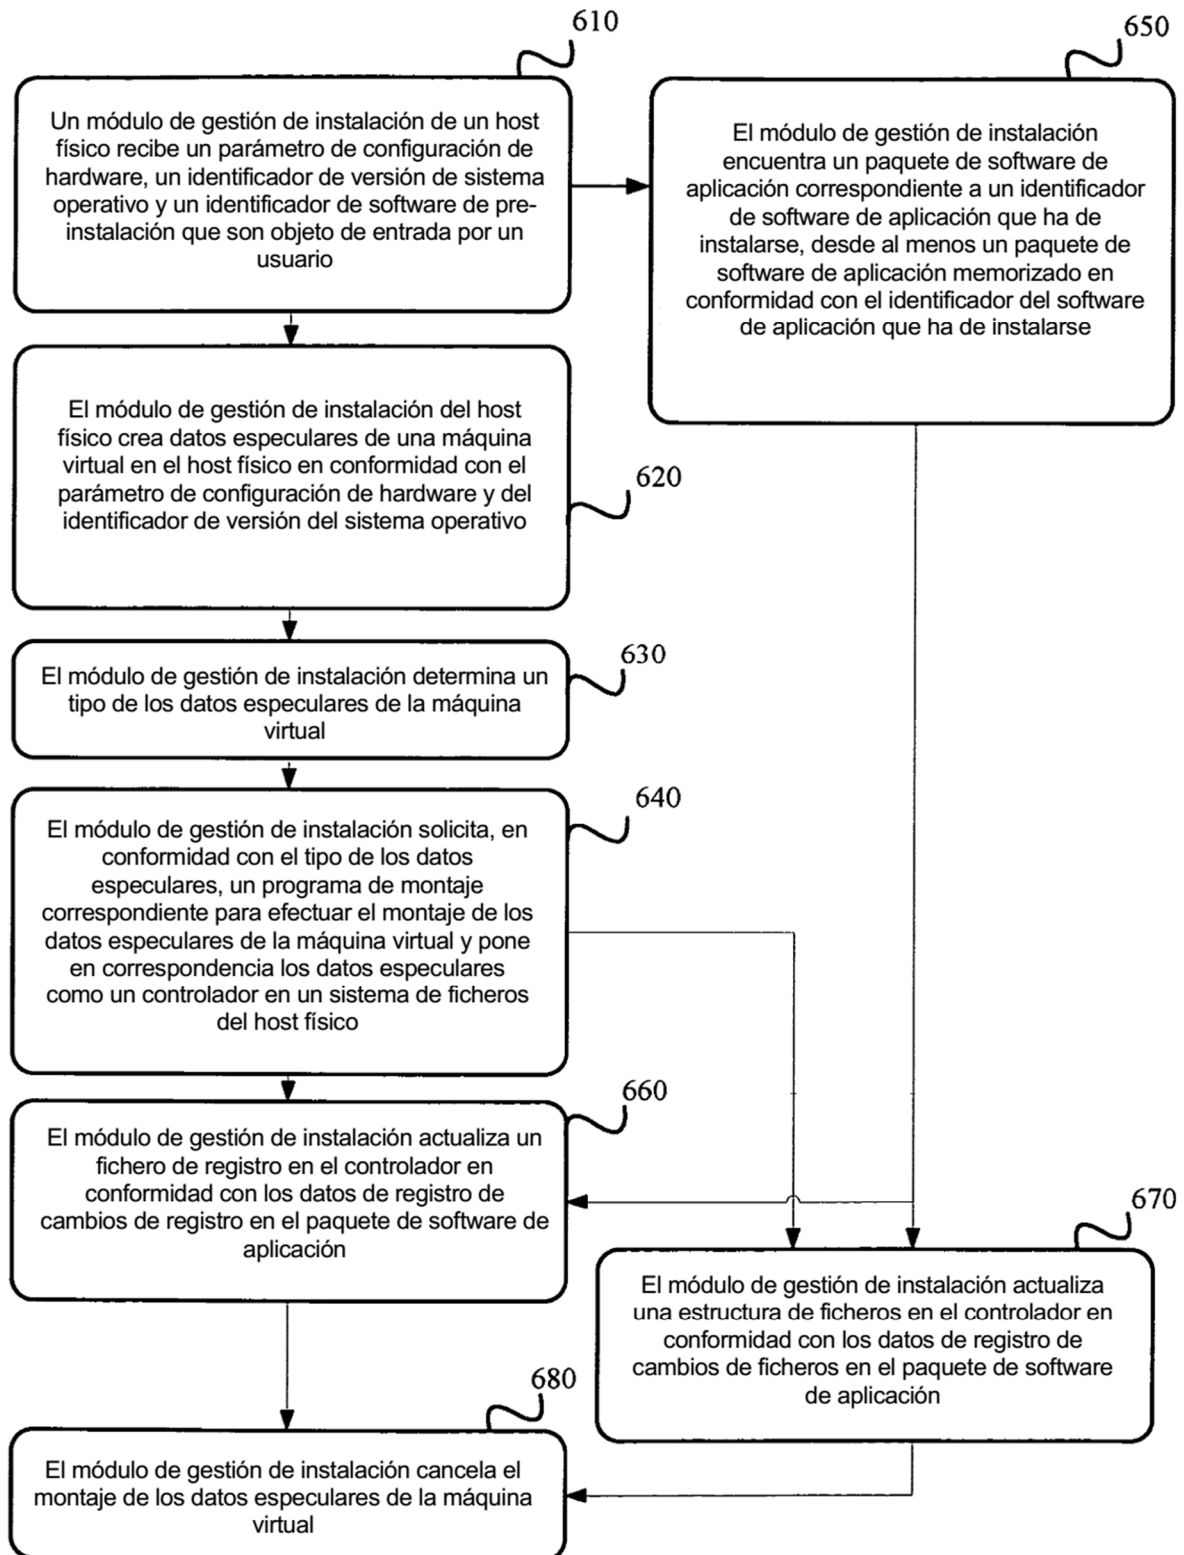 610
Un módulo de gestión de instalación de un host
físico recibe un parámetro de configuración de
hardware, un identificador de versión de sistema
operativo y un identificador de software de pre-
instalación que son objeto de entrada por un
usuario
650
El módulo de gestión de instalación
encuentra un paquete de software de
aplicación correspondiente a un identificador
de software de aplicación que ha de
instalarse, desde al menos un paquete de
software de aplicación memorizado en
conformidad con el identificador del software
de aplicación que ha de instalarse
El módulo de gestión de instalación del host
físico crea datos especulares de una máquina
virtual en el host físico en conformidad con el
parámetro de configuración de hardware y del
identificador de versión del sistema operativo
620
El módulo de gestión de instalación determina un
tipo de los datos especulares de la máquina
virtual
630
El módulo de gestión de instalación solicita, en
conformidad con el tipo de los datos
especulares, un programa de montaje
correspondiente para efectuar el montaje de los
datos especulares de la máquina virtual y pone
en correspondencia los datos especulares
como un controlador en un sistema de ficheros
del host físico
640
El módulo de gestión de instalación actualiza un
fichero de registro en el controlador en
conformidad con los datos de registro de
cambios de registro en el paquete de software de
aplicación
660
670
El módulo de gestión de instalación actualiza
una estructura de ficheros en el controlador en
conformidad con los datos de registro de
cambios de ficheros en el paquete de software
de aplicación
680
El módulo de gestión de instalación cancela el
montaje de los datos especulares de la máquina
virtual